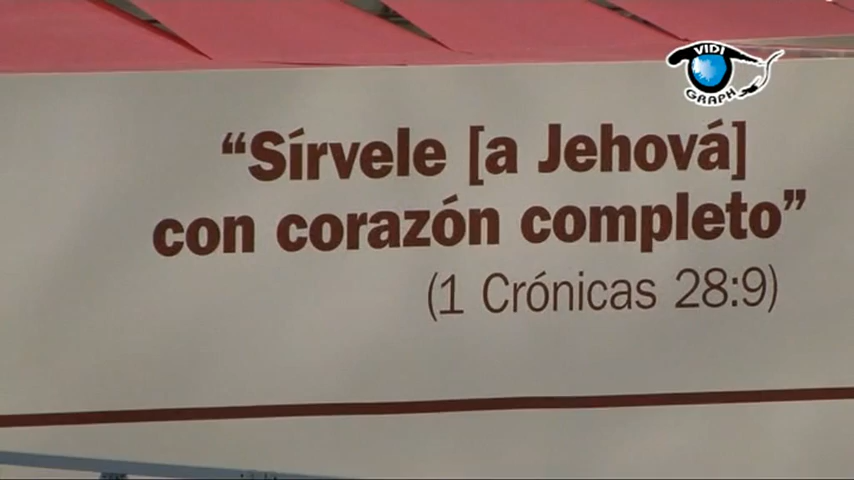 VIDI
GRAPH
“Sírvele [a Jehová]
con corazón completo”
(1 Crónicas 28:9)